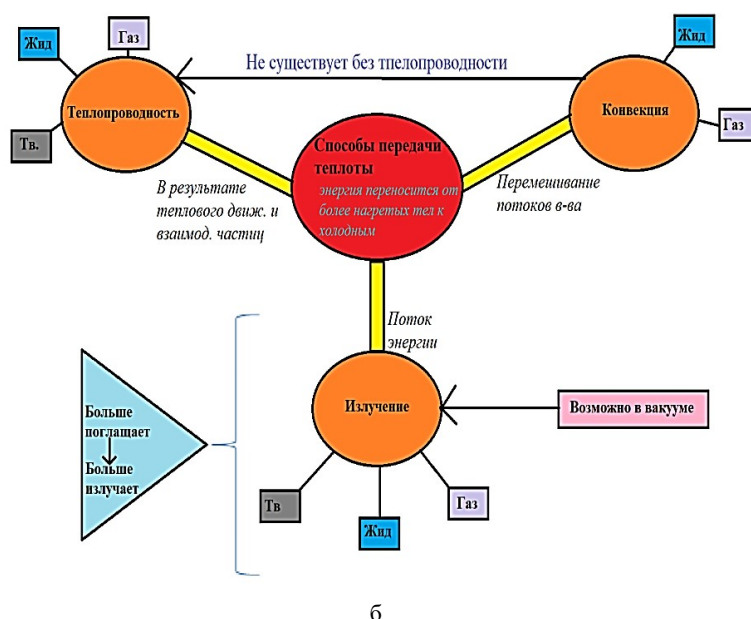 Жид
Газ
Тв.
Теплопроводность
Не существует без тпелопроводности
Жид
Газ
Конвекция
Способы передачи
теплоты
энергия переносится от
более нагретых тел к
холодным
В результате
теплового движ. и
взаимод. частиц
Перемешивание
потоков в-ва
Поток
энергии
Излучение
Возможно в вакууме
Больше
поглащает
Больше
излучает
Тв
Жид
Газ
б